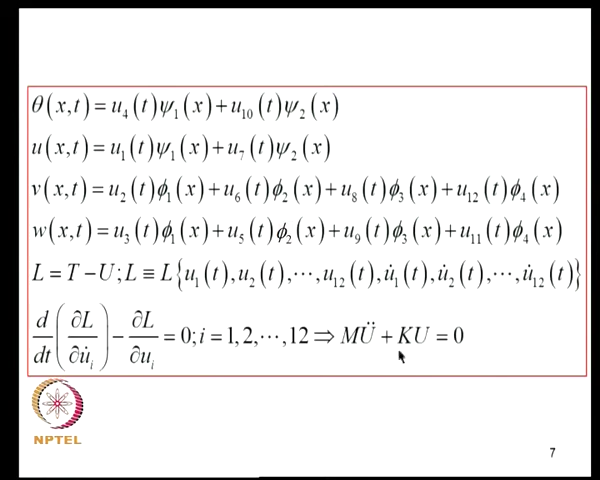 θ(x,t) = u₄(t)ψ₁(x) + u₁₀(t)ψ₂(x)
u(x,t) = u₁(t)ψ₁(x) + u₇(t)ψ₂(x)
v(x,t) = u₂(t)ϕ₁(x) + u₆(t)ϕ₂(x) + u₈(t)ϕ₃(x) + u₁₂(t)ϕ₄(x)
w(x,t) = u₃(t)ϕ₁(x) + u₅(t)ϕ₂(x) + u₉(t)ϕ₃(x) + u₁₁(t)ϕ₄(x)
L = T − U; L ≡ L{u₁(t), u₂(t), ⋯, u₁₂(t), u̇₁(t), u̇₂(t), ⋯, u̇₁₂(t)}
d/dt (∂L/∂u̇ᵢ) − ∂L/∂uᵢ = 0; i = 1, 2, ⋯, 12 ⇒ MÜ + KU = 0
NPTEL
7